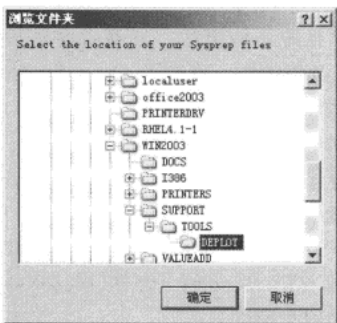 浏览文件夹
Select the location of your Sysprep files
localuser
office2003
PRINTERDRV
RHEL4.1-1
WIN2003
DOCS
I386
PRINTERS
SUPPORT
TOOLS
DEPLOY
VALUEADD
确定
取消